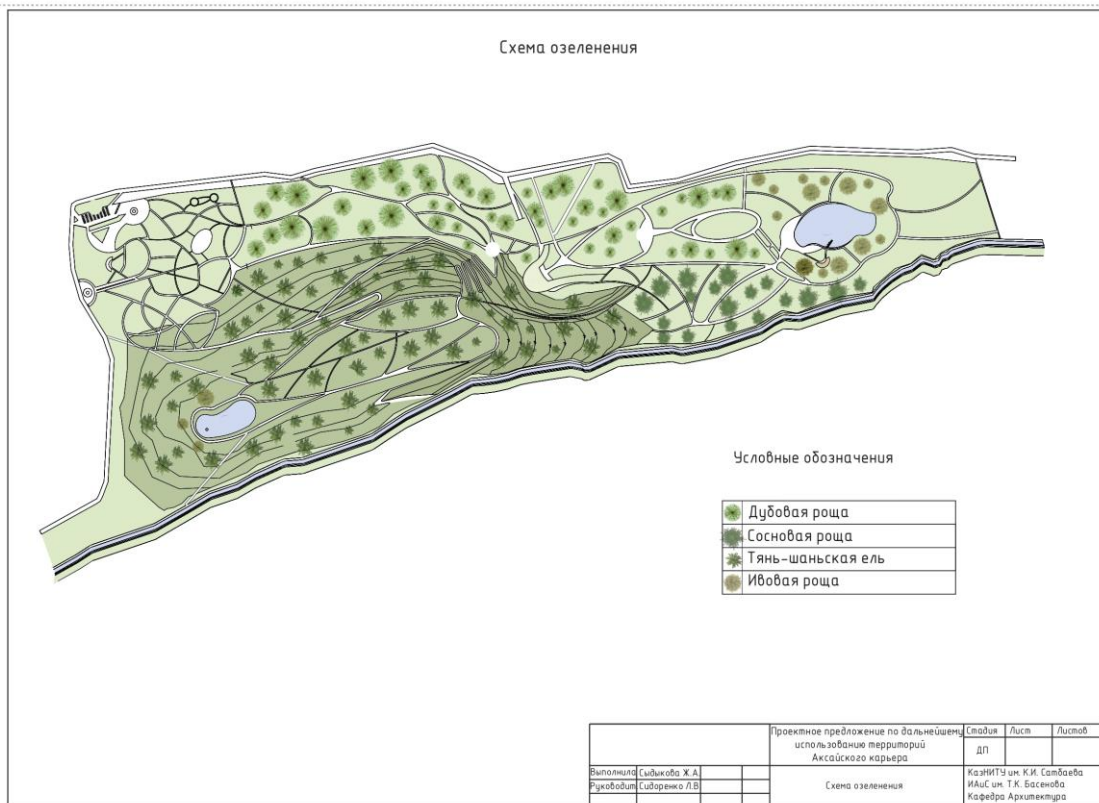 Схема озеленения
Условные обозначения
Дубовая роща
Сосновая роща
Тянь-шаньская ель
Ивовая роща
Проектное предложение по дальнейшему
использованию территорий
Аксайского карьера
Стадия
Лист
Листов
ДП
Выполнила
Сыдыкова Ж.А.
Руководит
Сидоренко Л.В
Схема озеленения
КазНИТУ им. К.И. Сатбаева
ИАиС им. Т.К. Басенова
Кафедра Архитектура